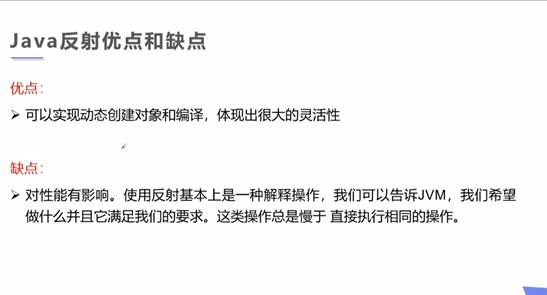 Java反射优点和缺点
优点：
➢ 可以实现动态创建对象和编译，体现出很大的灵活性
缺点：
➢ 对性能有影响。使用反射基本上是一种解释操作，我们可以告诉JVM，我们希望
做什么并且它满足我们的要求。这类操作总是慢于 直接执行相同的操作。